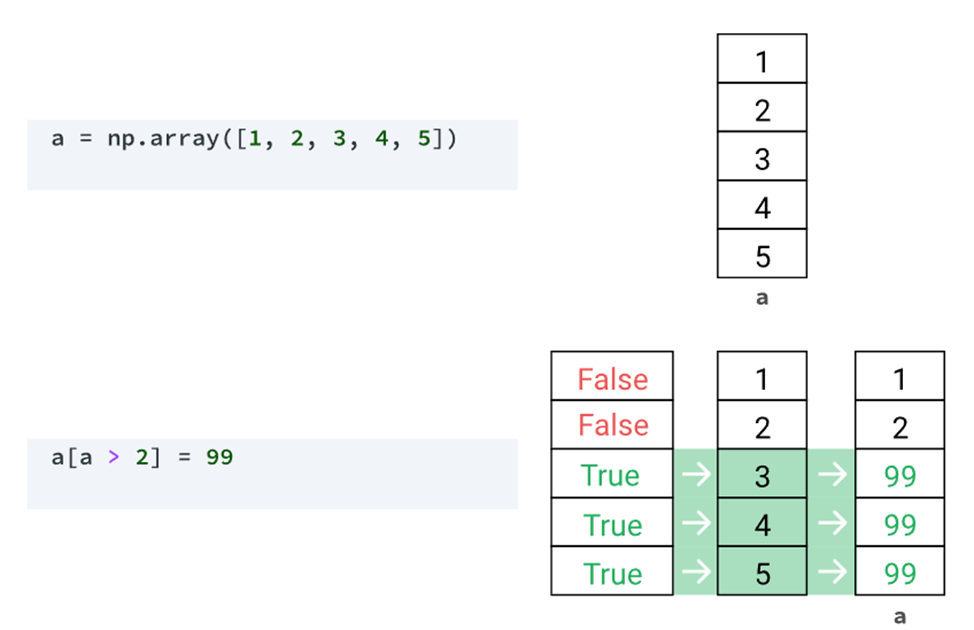 a = np.array([1, 2, 3, 4, 5])
1
2
3
4
5
a
a[a > 2] = 99
False 1 1
False 2 2
True → 3 → 99
True → 4 → 99
True → 5 → 99
a